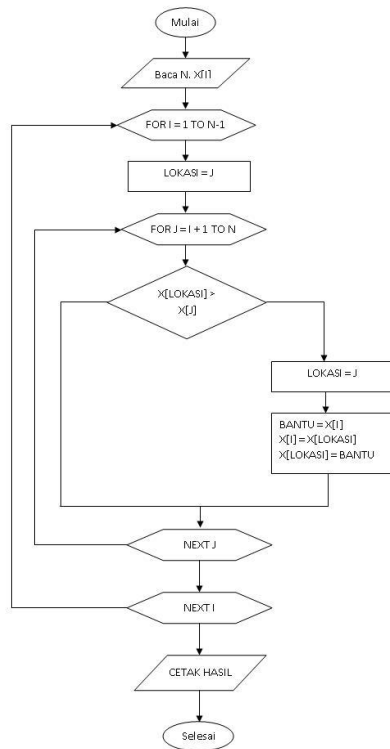 Mulai
Baca N. X[I]
FOR I = 1 TO N-1
LOKASI = J
FOR J = I + 1 TO N
X[LOKASI] >
X[J]
LOKASI = J
BANTU = X[I]
X[I] = X[LOKASI]
X[LOKASI] = BANTU
NEXT J
NEXT I
CETAK HASIL
Selesai